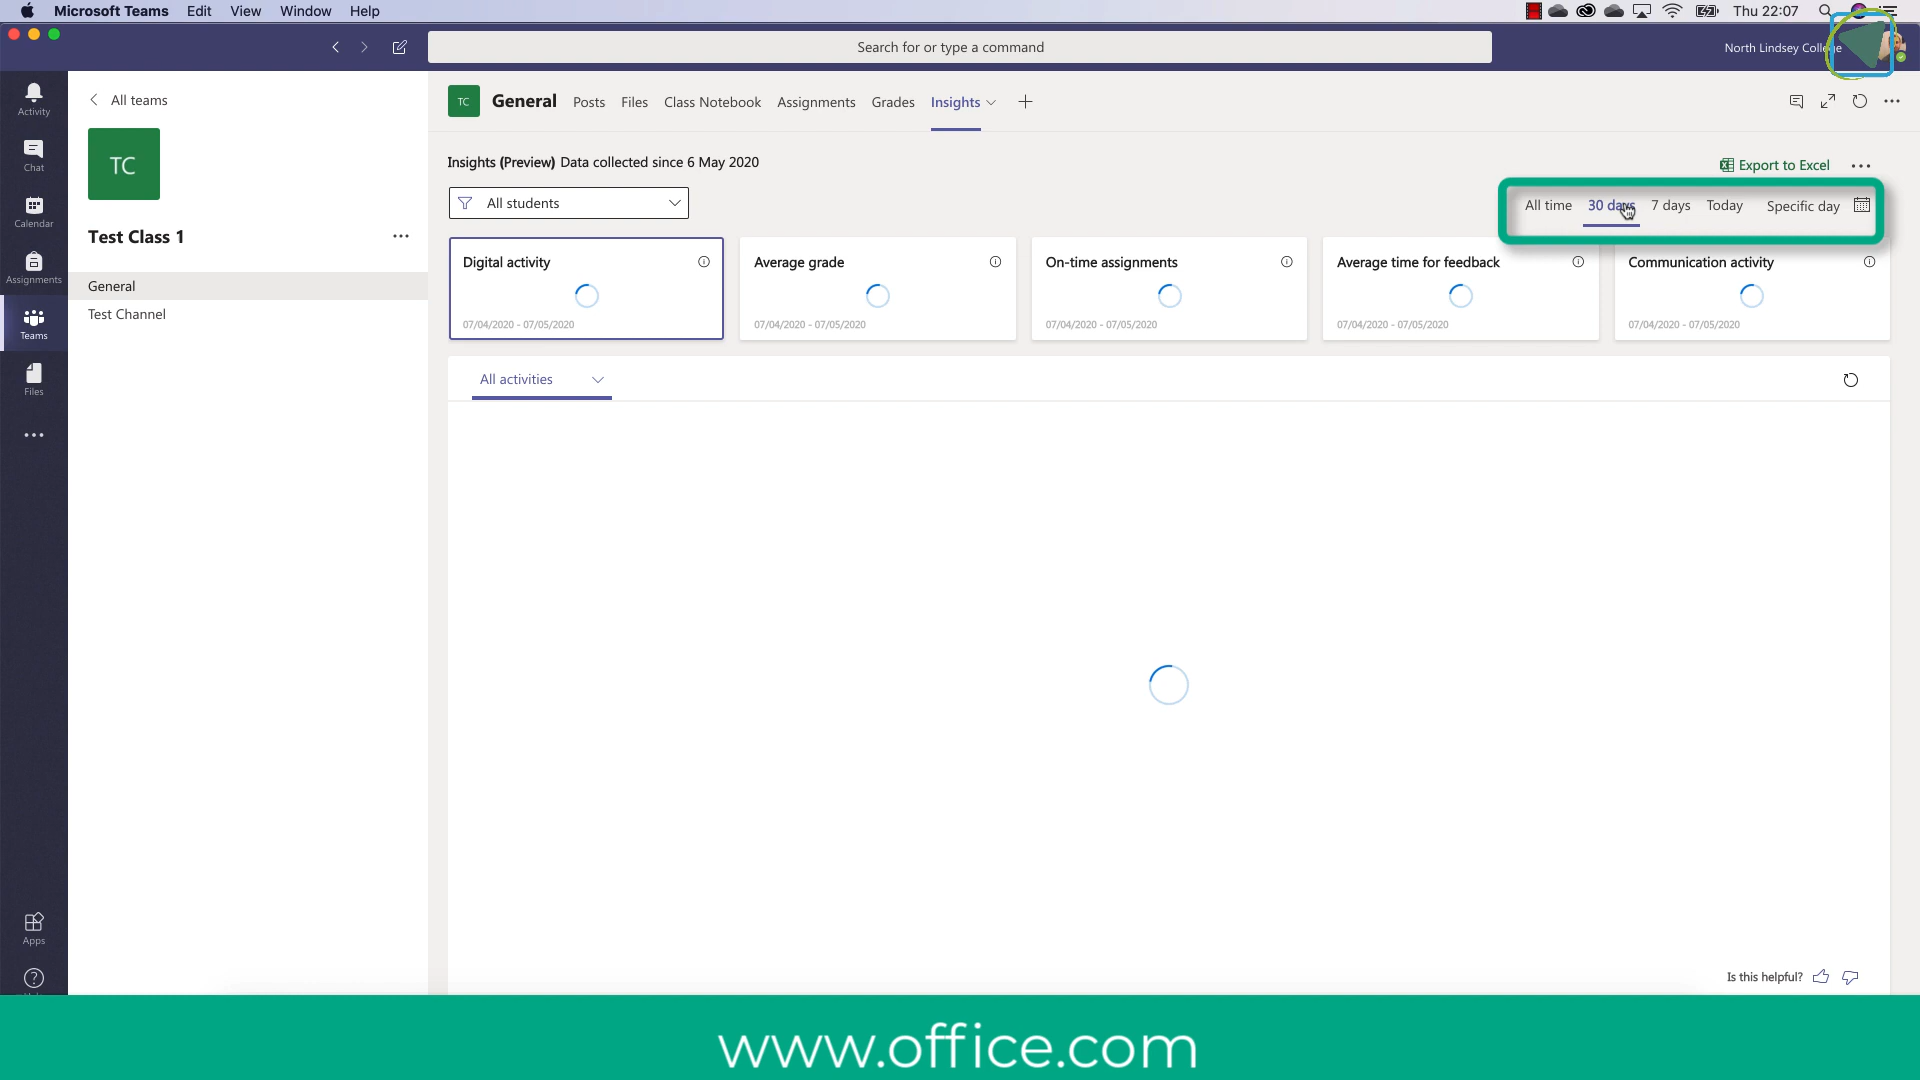 Microsoft Teams Edit View Window Help
Thu 22:07
Search for or type a command
North Lindsey College
Activity
Chat
Calendar
Assignments
Teams
Files
Apps
All teams
TC
Test Class 1
General
Test Channel
TC General Posts Files Class Notebook Assignments Grades Insights
Insights (Preview) Data collected since 6 May 2020
Export to Excel
All students
All time 30 days 7 days Today Specific day
Digital activity
07/04/2020 - 07/05/2020
Average grade
07/04/2020 - 07/05/2020
On-time assignments
07/04/2020 - 07/05/2020
Average time for feedback
07/04/2020 - 07/05/2020
Communication activity
07/04/2020 - 07/05/2020
All activities
Is this helpful?
www.office.com